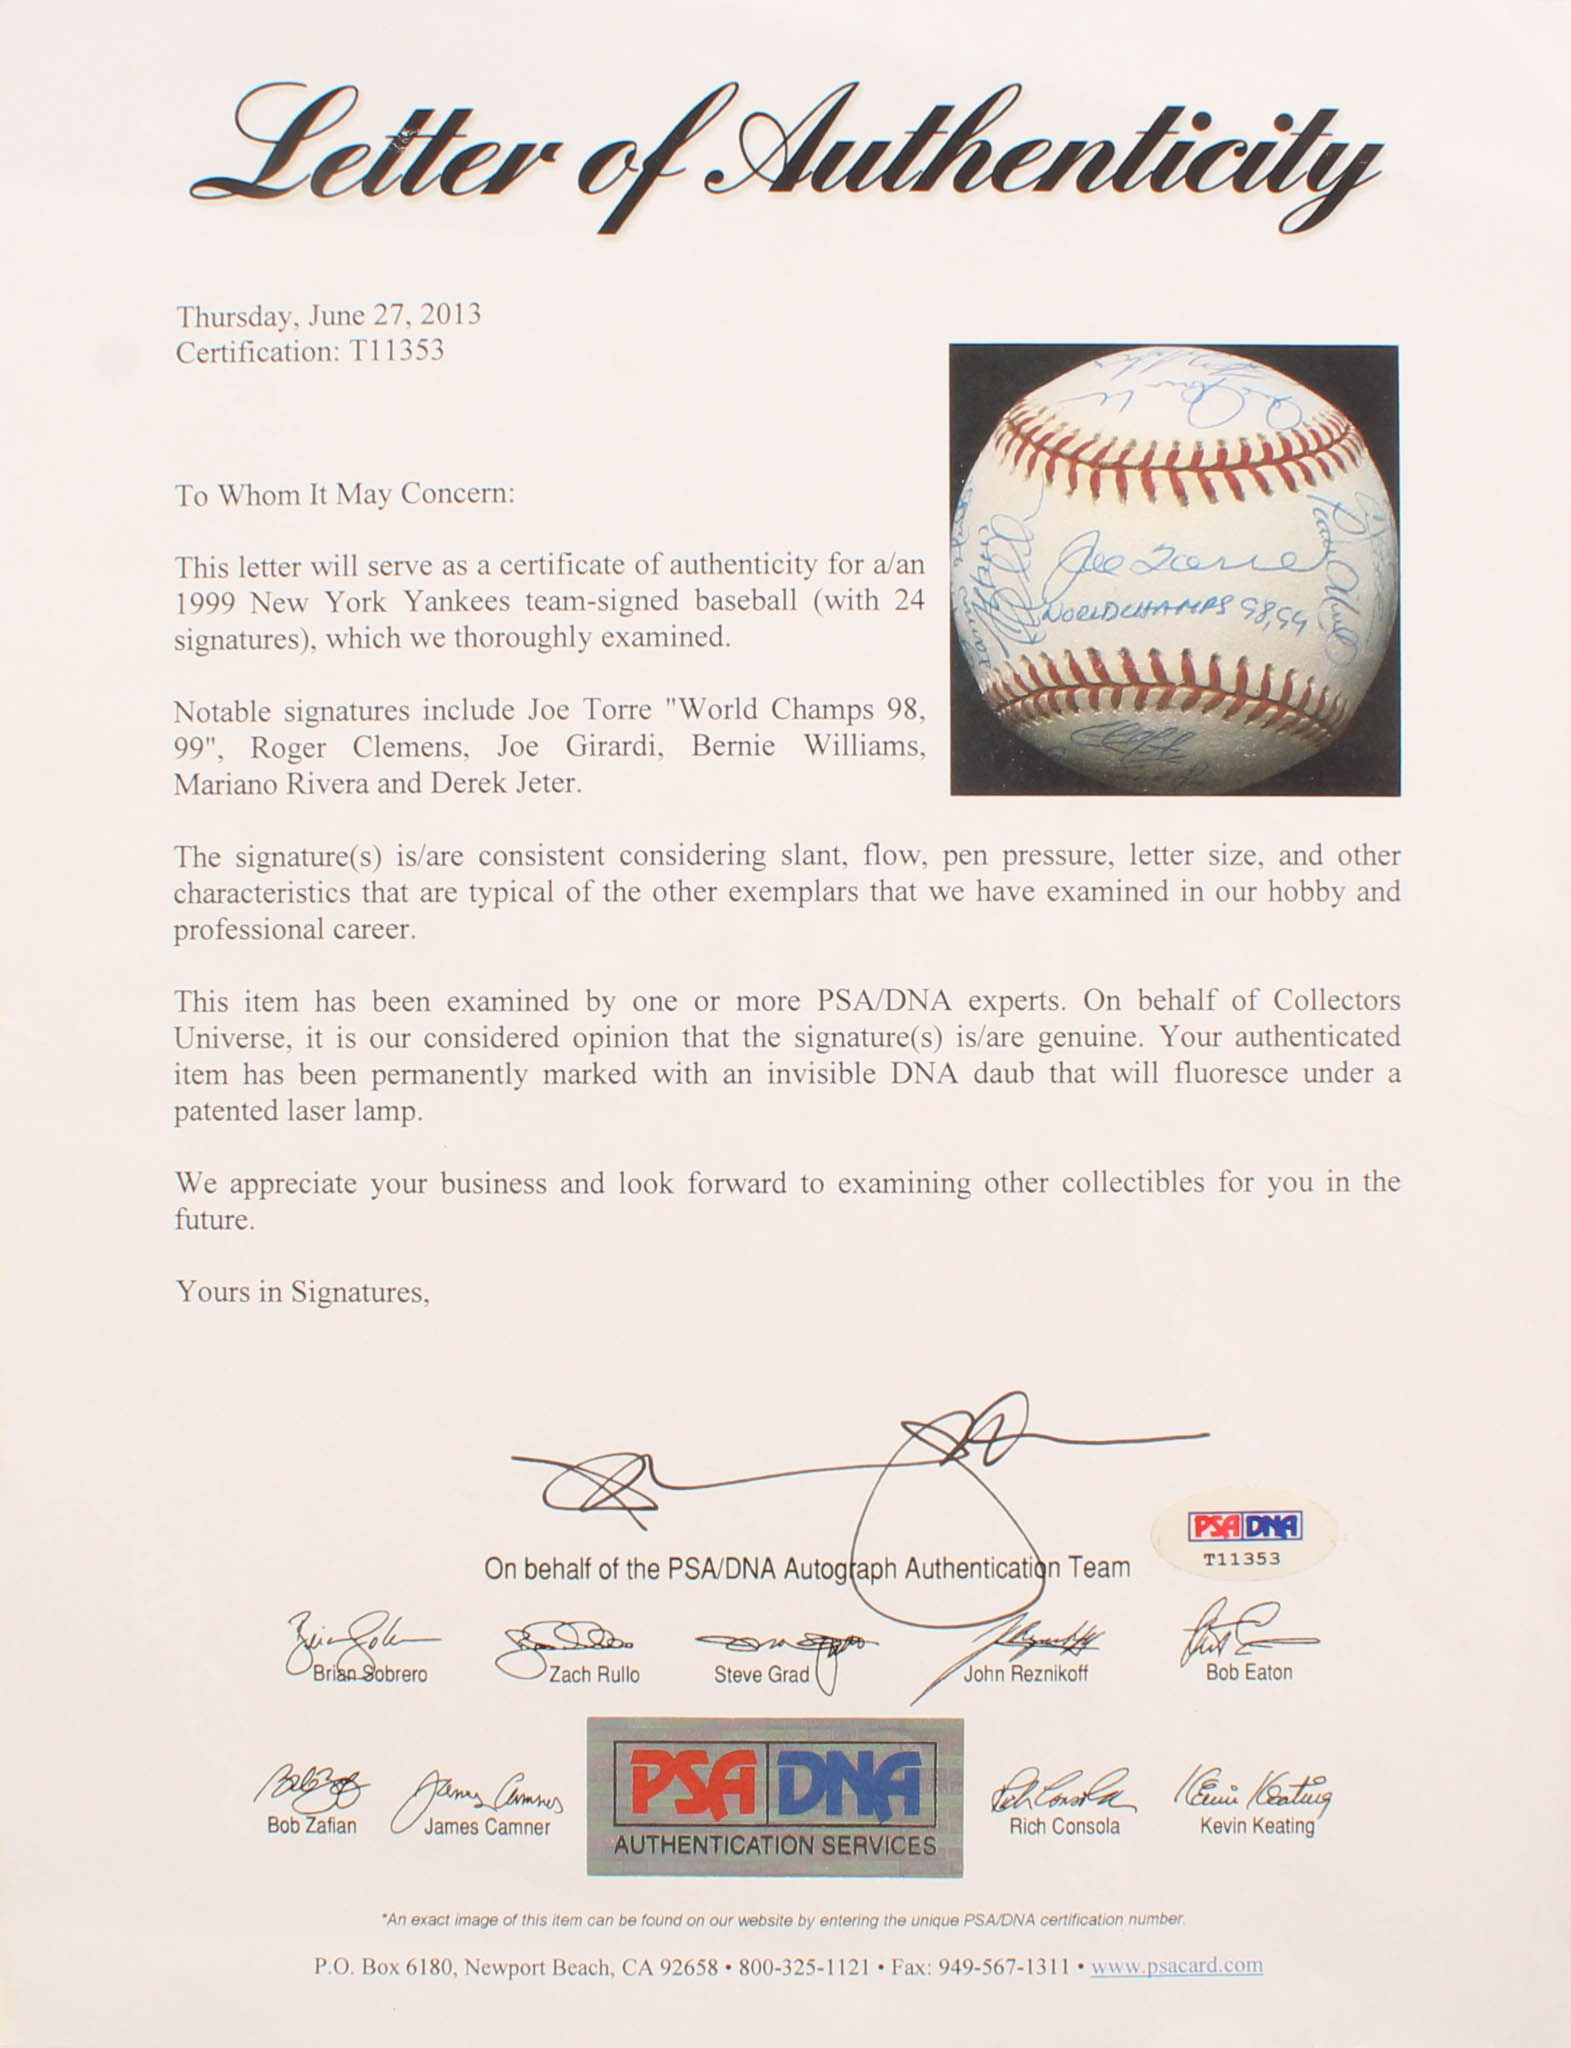 Letter of Authenticity
Thursday, June 27, 2013
Certification: T11353
To Whom It May Concern:
This letter will serve as a certificate of authenticity for a/an
1999 New York Yankees team-signed baseball (with 24
signatures), which we thoroughly examined.
Joe Torre
WORLD CHAMPS 98, 99
Notable signatures include Joe Torre "World Champs 98,
99", Roger Clemens, Joe Girardi, Bernie Williams,
Mariano Rivera and Derek Jeter.
The signature(s) is/are consistent considering slant, flow, pen pressure, letter size, and other
characteristics that are typical of the other exemplars that we have examined in our hobby and
professional career.
This item has been examined by one or more PSA/DNA experts. On behalf of Collectors
Universe, it is our considered opinion that the signature(s) is/are genuine. Your authenticated
item has been permanently marked with an invisible DNA daub that will fluoresce under a
patented laser lamp.
We appreciate your business and look forward to examining other collectibles for you in the
future.
Yours in Signatures,
PSA DNA
T11353
On behalf of the PSA/DNA Autograph Authentication Team
Brian Sobrero Zach Rullo Steve Grad John Reznikoff Bob Eaton
PSA DNA
AUTHENTICATION SERVICES
James Camner Rich Consola Kevin Keating
Bob Zafian James Camner Rich Consola Kevin Keating
*An exact image of this item can be found on our website by entering the unique PSA/DNA certification number.
P.O. Box 6180, Newport Beach, CA 92658 • 800-325-1121 • Fax: 949-567-1311 • www.psacard.com